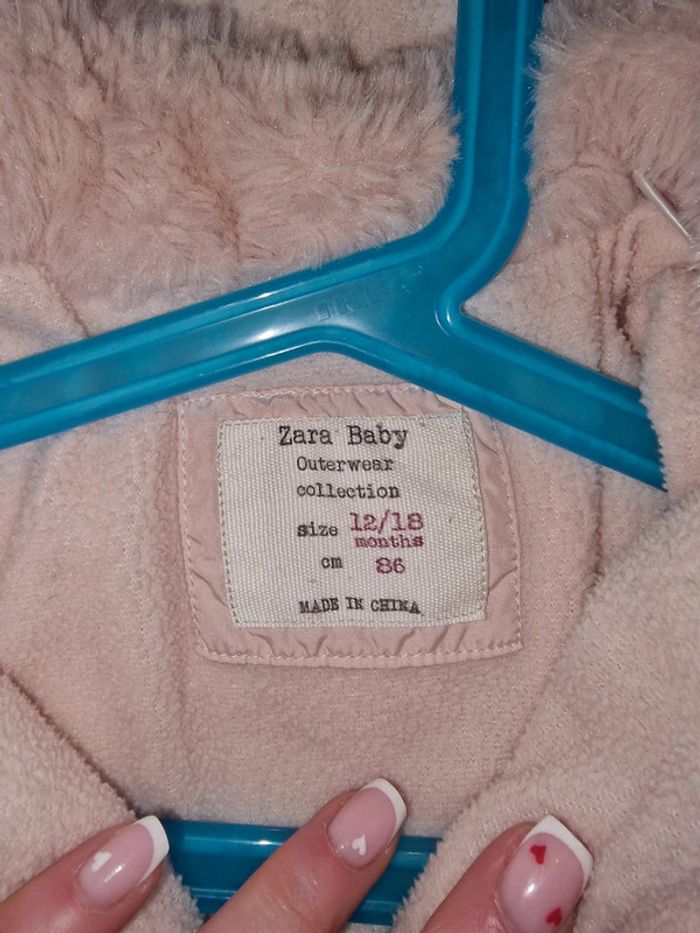 Zara Baby
Outerwear
collection
size 12/18
months
cm 86
MADE IN CHINA